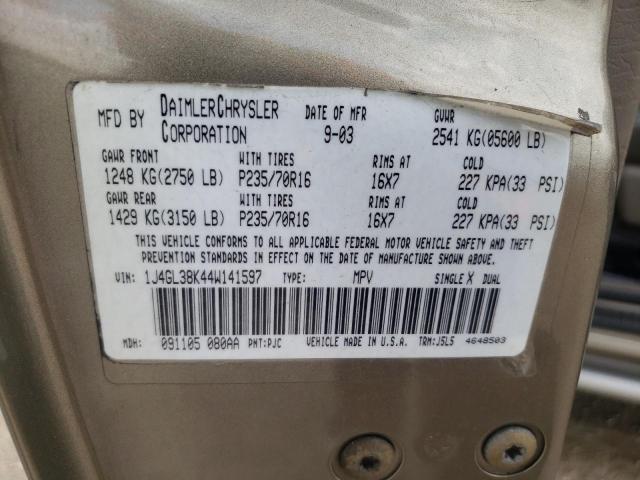 MFD BY DAIMLERCHRYSLER CORPORATION DATE OF MFR 9-03 GVWR 2541 KG(05600 LB)
GAWR FRONT WITH TIRES RIMS AT COLD
1248 KG(2750 LB) P235/70R16 16X7 227 KPA(33 PSI)
GAWR REAR WITH TIRES RIMS AT COLD
1429 KG(3150 LB) P235/70R16 16X7 227 KPA(33 PSI)
THIS VEHICLE CONFORMS TO ALL APPLICABLE FEDERAL MOTOR VEHICLE SAFETY AND THEFT
PREVENTION STANDARDS IN EFFECT ON THE DATE OF MANUFACTURE SHOWN ABOVE.
VIN: 1J4GL38K44W141597 TYPE: MPV SINGLE X DUAL
MDH: 091105 080AA PNT:PJC VEHICLE MADE IN U.S.A. TRM:J5L5 4648503